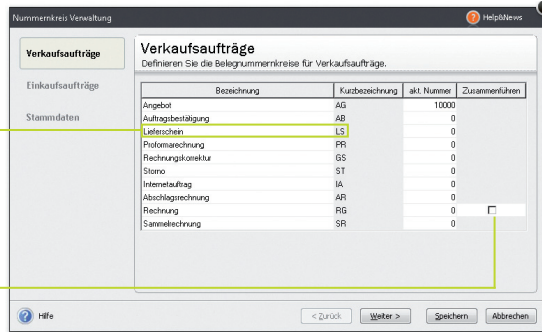 Nummernkreis Verwaltung Help&News
Verkaufsaufträge
Einkaufsaufträge
Stammdaten
Verkaufsaufträge
Definieren Sie die Belegnummernkreise für Verkaufsaufträge.
Bezeichnung Kurzbezeichnung akt. Nummer Zusammenführen
Angebot AG 10000
Auftragsbestätigung AB 0
Lieferschein LS 0
Proformarechnung PR 0
Rechnungskorrektur GS 0
Storno ST 0
Internetauftrag IA 0
Abschlagsrechnung AR 0
Rechnung RG 0
Sammelrechnung SR 0
Hilfe < Zurück Weiter > Speichern Abbrechen